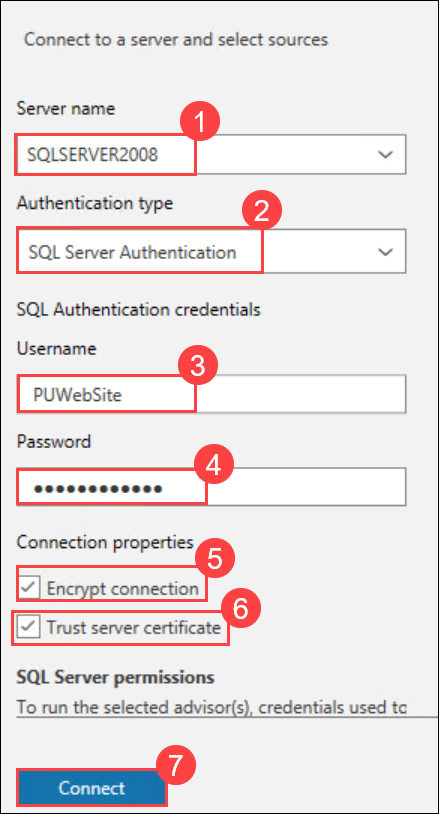 Connect to a server and select sources
Server name
1
SQLSERVER2008
Authentication type
2
SQL Server Authentication
SQL Authentication credentials
Username
3
PUWebSite
Password
4
••••••••••••
Connection properties
5
Encrypt connection
6
Trust server certificate
SQL Server permissions
To run the selected advisor(s), credentials used to
7
Connect